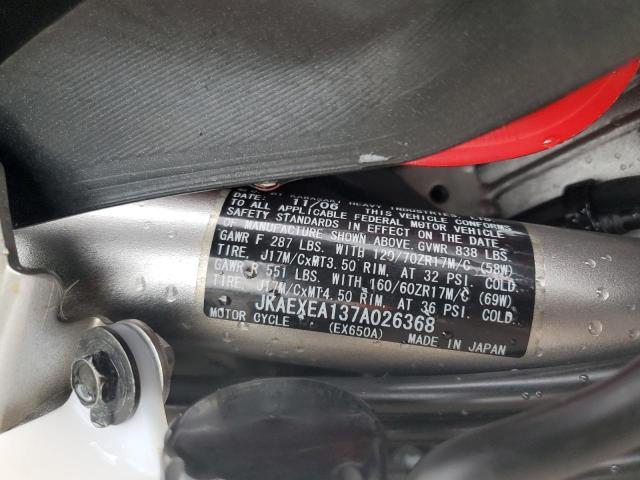 HEAVY INDUSTRIES, LTD.
DATE: 11/06 THIS VEHICLE CONFORMS
TO ALL APPLICABLE FEDERAL MOTOR VEHICLE
SAFETY STANDARDS IN EFFECT ON THE DATE
OF MANUFACTURE SHOWN ABOVE. GVWR 838 LBS.
GAWR F 287 LBS. WITH 120/70ZR17M/C (58W)
TIRE, J17M/CxMT3.50 RIM. AT 32 PSI. COLD.
GAWR R 551 LBS. WITH 160/60ZR17M/C (69W)
TIRE, J17M/CxMT4.50 RIM. AT 36 PSI. COLD.
JKAEXEA137A026368
MOTOR CYCLE (EX650A) MADE IN JAPAN